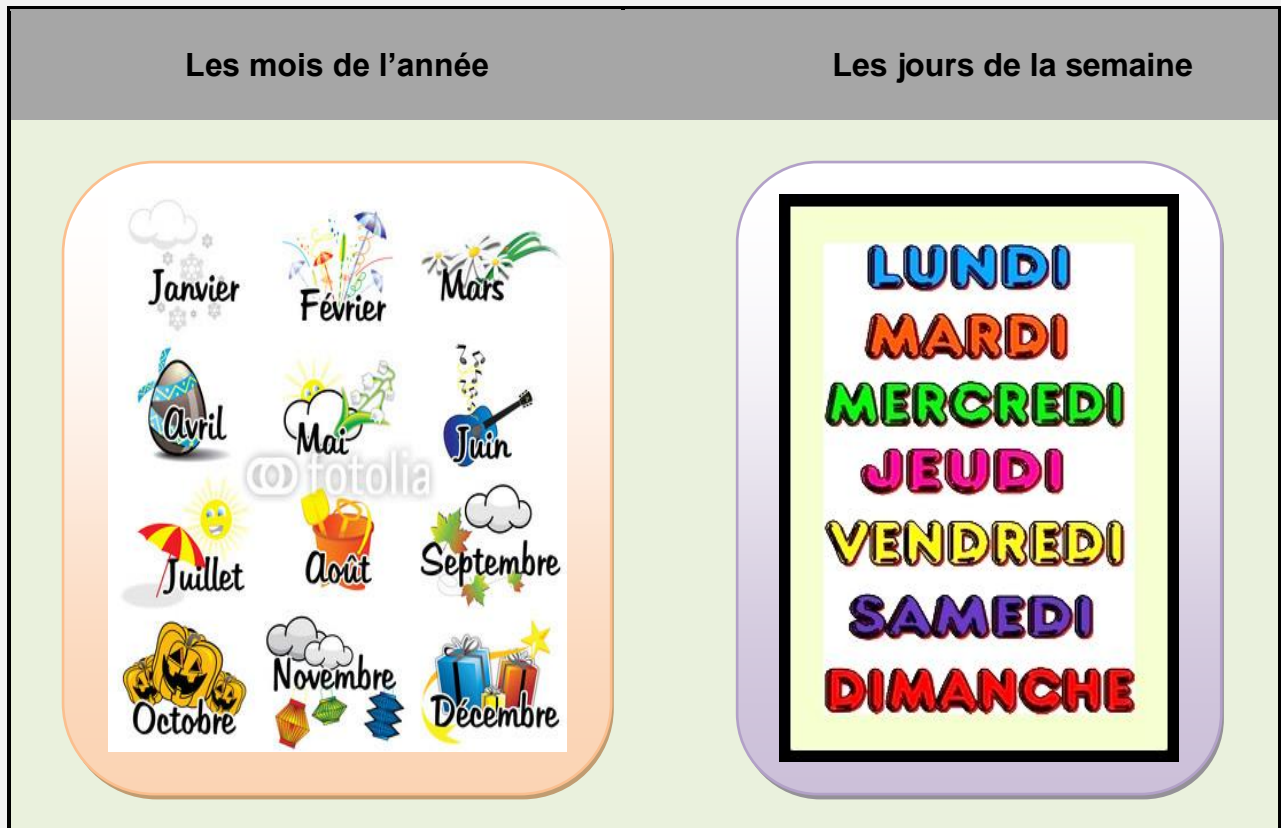 Les mois de l’année
Les jours de la semaine
Janvier
Février
Mars
Avril
Mai
Juin
fotolia
Juillet
Août
Septembre
Octobre
Novembre
Décembre
LUNDI
MARDI
MERCREDI
JEUDI
VENDREDI
SAMEDI
DIMANCHE